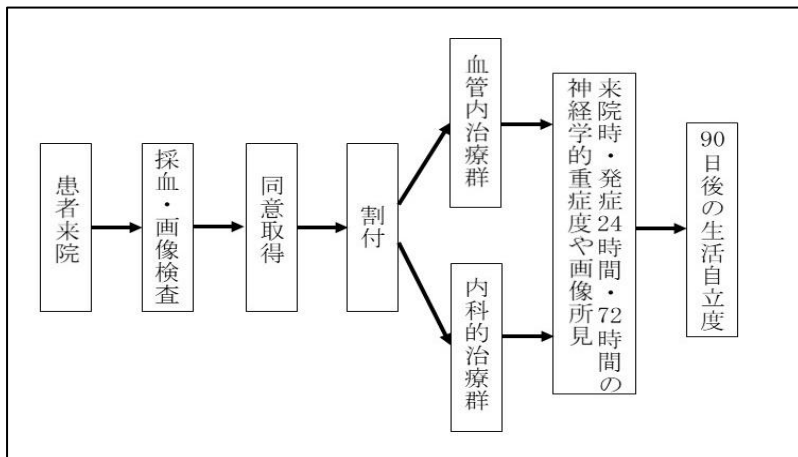 患者来院
採血・画像検査
同意取得
割付
血管内治療群
内科的治療群
来院時・発症24時間・72時間の
神経学的重症度や画像所見
90日後の生活自立度